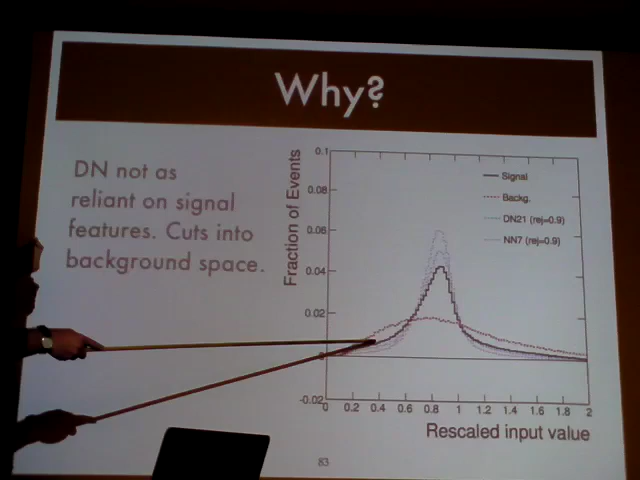 Why?
DN not as
reliant on signal
features. Cuts into
background space.
Fraction of Events
0.1
0.08
0.06
0.04
0.02
0
-0.02
Signal
Backg.
DN21 (rej=0.9)
NN7 (rej=0.9)
0 0.2 0.4 0.6 0.8 1 1.2 1.4 1.6 1.8 2
Rescaled input value
83